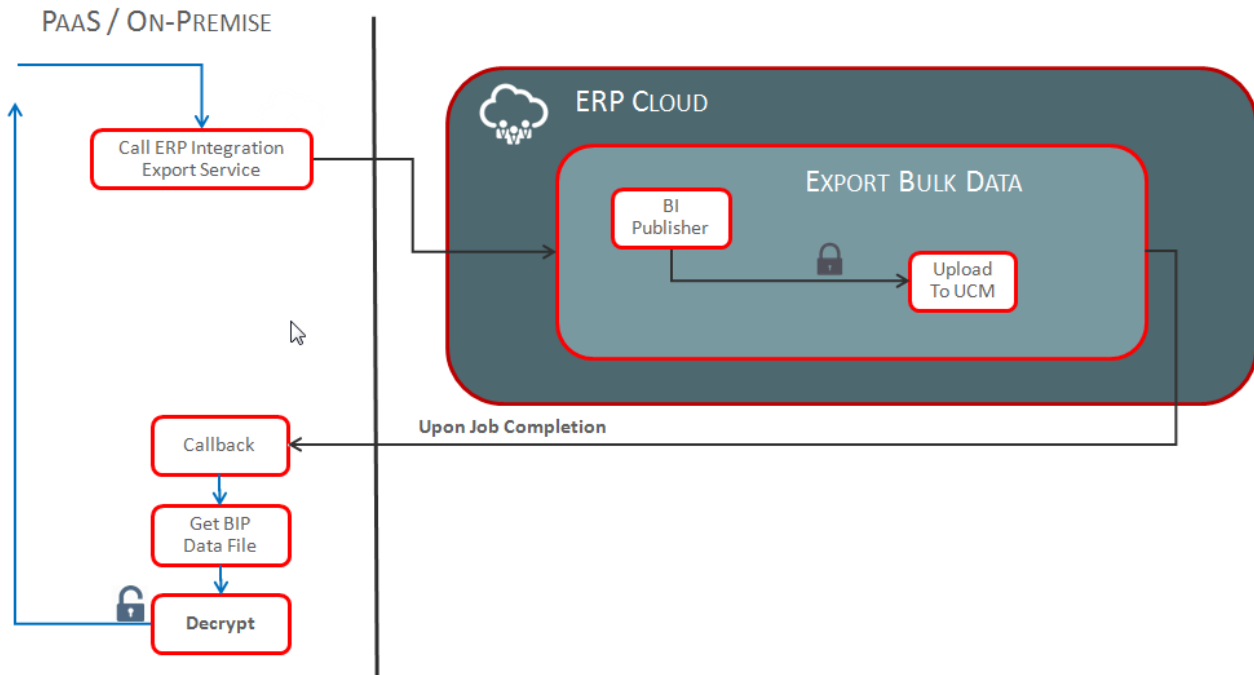 PAAS / ON-PREMISE
Call ERP Integration
Export Service
ERP CLOUD
EXPORT BULK DATA
BI
Publisher
Upload
To UCM
Upon Job Completion
Callback
Get BIP
Data File
Decrypt